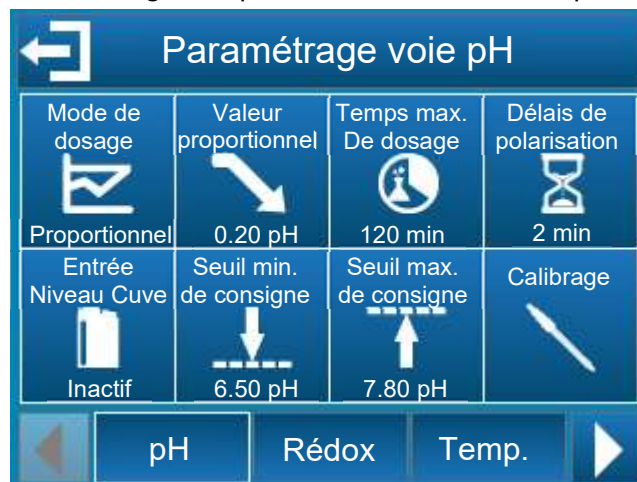 Paramétrage voie pH
Mode de
dosage
Proportionnel
Valeur
proportionnel
0.20 pH
Temps max.
De dosage
120 min
Délais de
polarisation
2 min
Entrée
Niveau Cuve
Inactif
Seuil min.
de consigne
6.50 pH
Seuil max.
de consigne
7.80 pH
Calibrage
pH
Rédox
Temp.